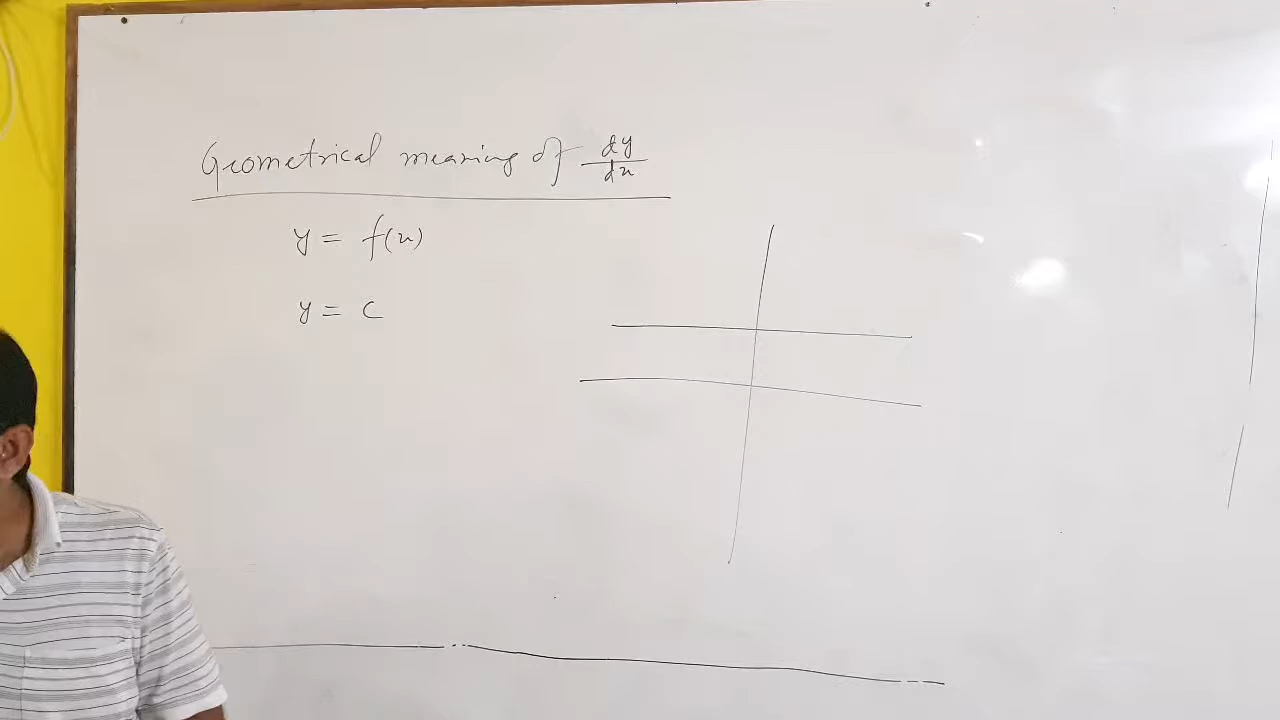 Geometrical meaning of dy/dx
y = f(x)
y = c